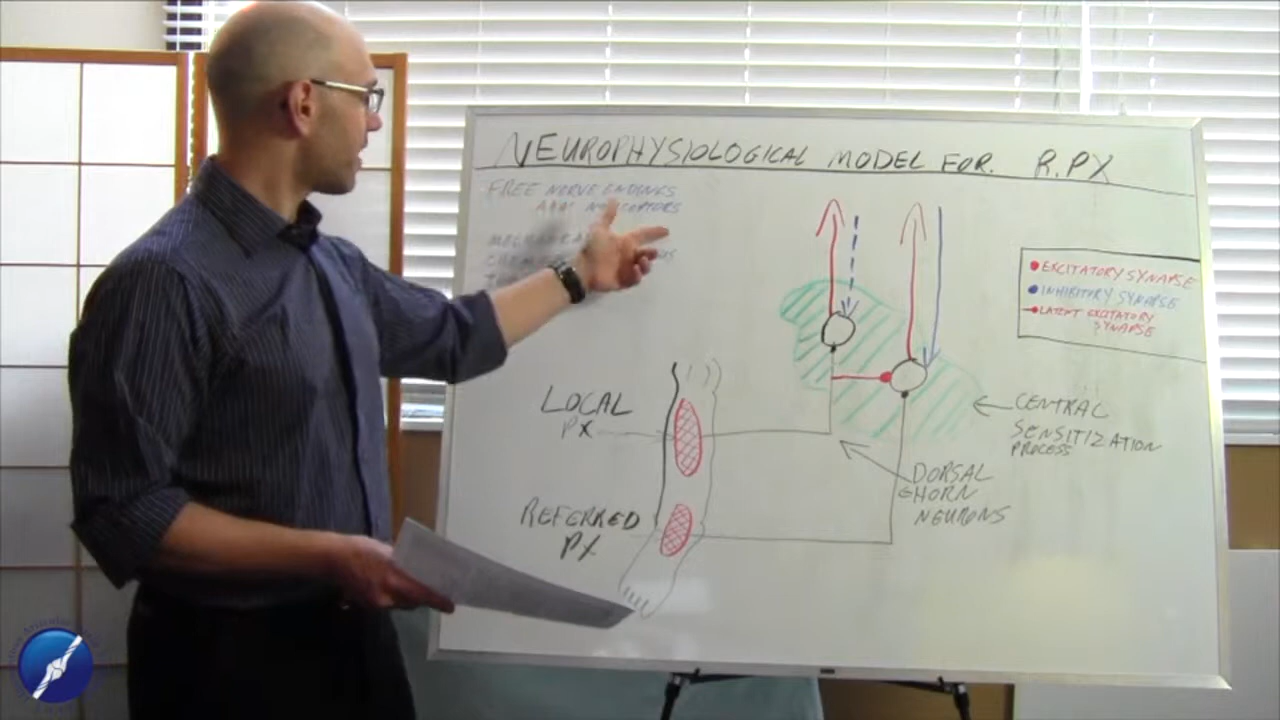 NEUROPHYSIOLOGICAL MODEL FOR. R.PX
FREE NERVE ENDINGS
EXCITATORY SYNAPSE
INHIBITORY SYNAPSE
LATENT EXCITATORY
SYNAPSE
LOCAL
PX
CENTRAL
SENSITIZATION
PROCESS
DORSAL
HORN
NEURONS
REFERRED
PX